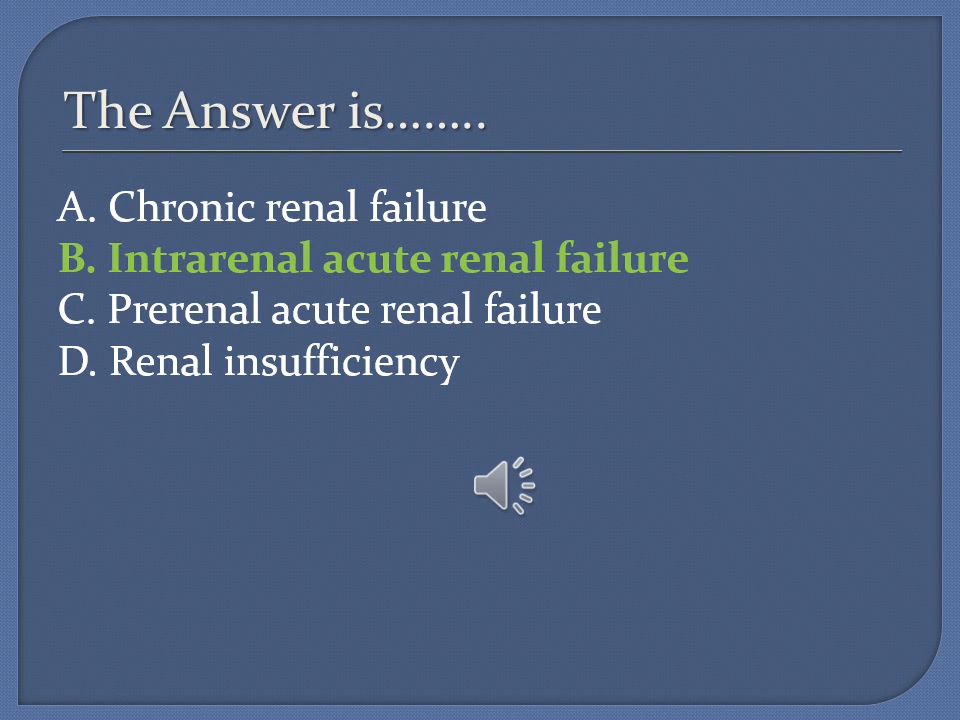 The Answer is........
A. Chronic renal failure
B. Intrarenal acute renal failure
C. Prerenal acute renal failure
D. Renal insufficiency